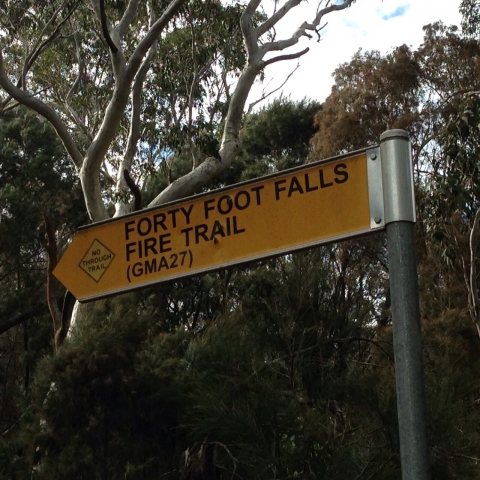 FORTY FOOT FALLS
FIRE TRAIL
(GMA27)
NO
THROUGH
TRAIL